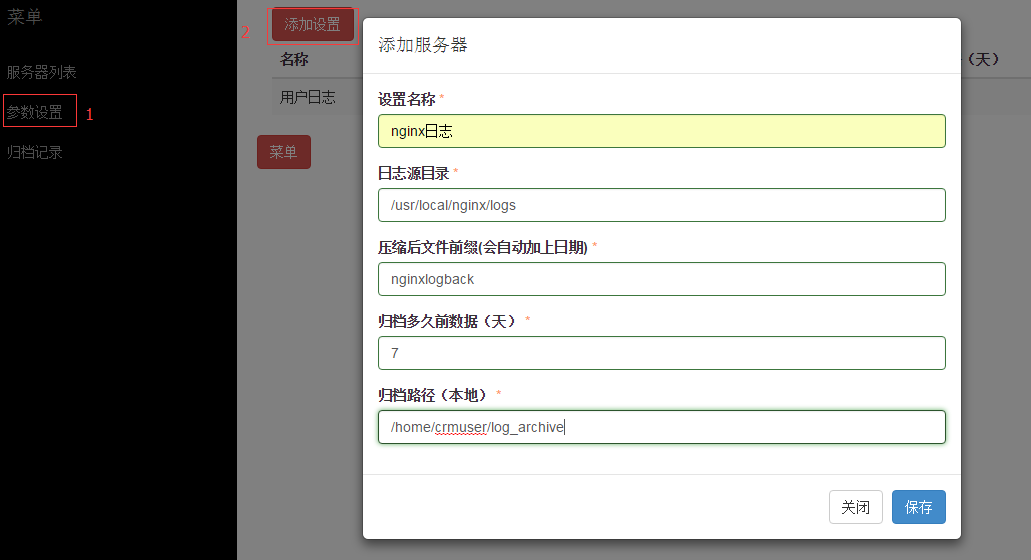 菜单
服务器列表
参数设置
1
归档记录
2
添加设置
名称
(天)
用户日志
菜单
添加服务器
设置名称 *
nginx日志
日志源目录 *
/usr/local/nginx/logs
压缩后文件前缀(会自动加上日期) *
nginxlogback
归档多久前数据（天） *
7
归档路径（本地） *
/home/crmuser/log_archive
关闭
保存